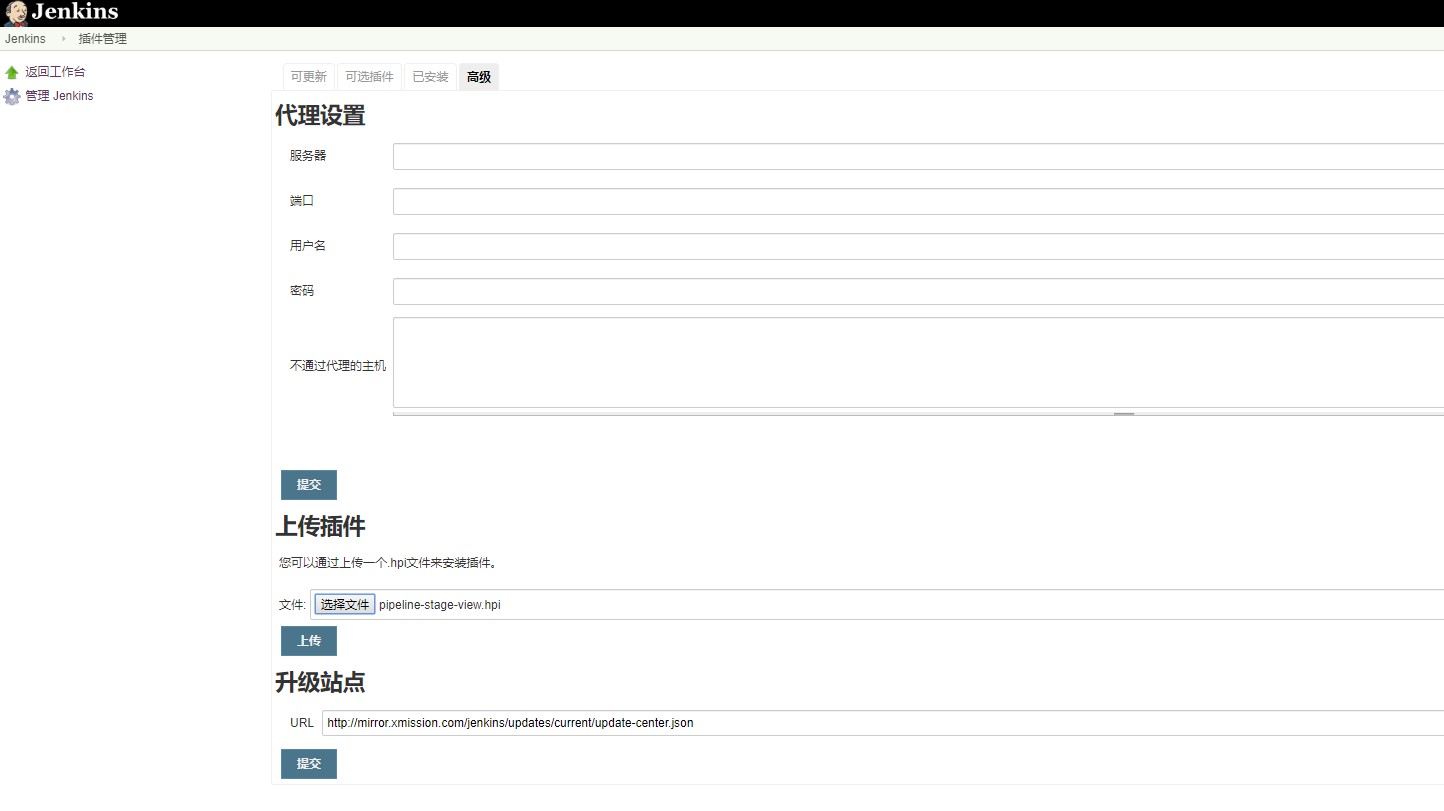 Jenkins
Jenkins 插件管理
返回工作台
管理 Jenkins
可更新 可选插件 已安装 高级
代理设置
服务器
端口
用户名
密码
不通过代理的主机
提交
上传插件
您可以通过上传一个.hpi文件来安装插件。
文件: 选择文件 pipeline-stage-view.hpi
上传
升级站点
URL http://mirror.xmission.com/jenkins/updates/current/update-center.json
提交